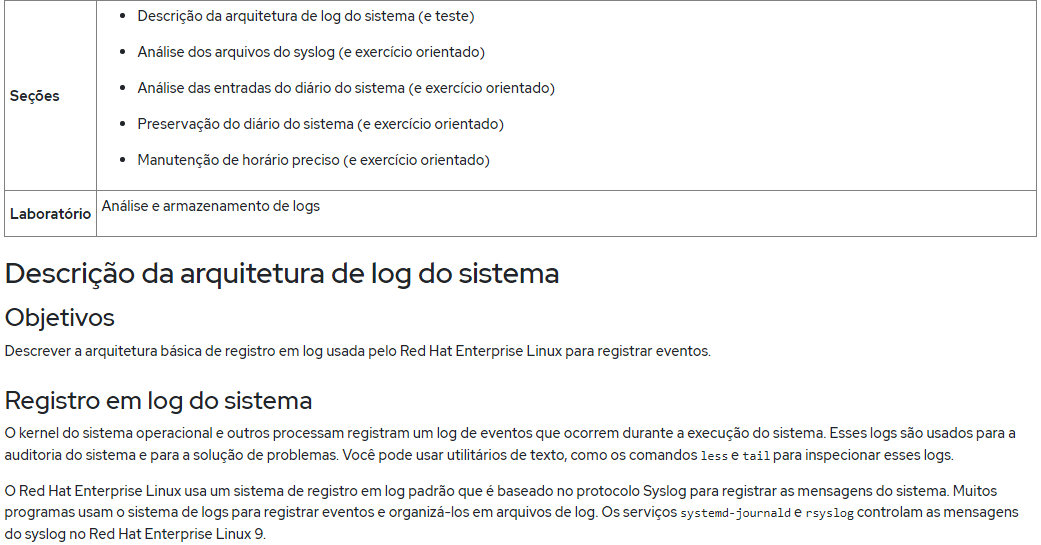 Seções
Descrição da arquitetura de log do sistema (e teste)
Análise dos arquivos do syslog (e exercício orientado)
Análise das entradas do diário do sistema (e exercício orientado)
Preservação do diário do sistema (e exercício orientado)
Manutenção de horário preciso (e exercício orientado)
Laboratório
Análise e armazenamento de logs
Descrição da arquitetura de log do sistema
Objetivos
Descrever a arquitetura básica de registro em log usada pelo Red Hat Enterprise Linux para registrar eventos.
Registro em log do sistema
O kernel do sistema operacional e outros processam registram um log de eventos que ocorrem durante a execução do sistema. Esses logs são usados para a
auditoria do sistema e para a solução de problemas. Você pode usar utilitários de texto, como os comandos less e tail para inspecionar esses logs.
O Red Hat Enterprise Linux usa um sistema de registro em log padrão que é baseado no protocolo Syslog para registrar as mensagens do sistema. Muitos
programas usam o sistema de logs para registrar eventos e organizá-los em arquivos de log. Os serviços systemd-journald e rsyslog controlam as mensagens
do syslog no Red Hat Enterprise Linux 9.